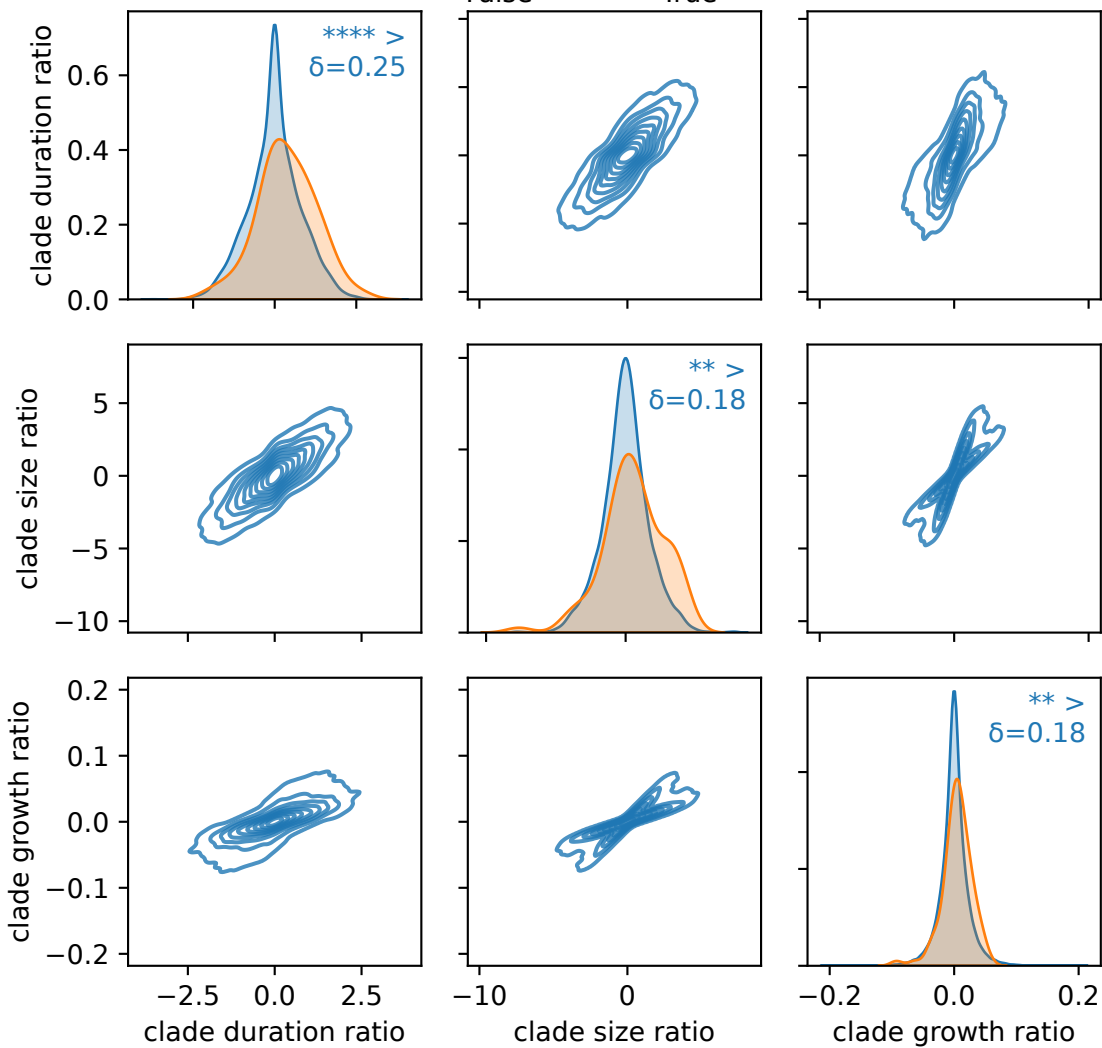 clade duration ratio
0.6
0.4
0.2
0.0
**** >
δ=0.25
clade size ratio
5
0
−5
−10
** >
δ=0.18
clade growth ratio
0.2
0.1
0.0
−0.1
−0.2
** >
δ=0.18
−2.5 0.0 2.5
−10 0
−0.2 0.0 0.2
clade duration ratio
clade size ratio
clade growth ratio